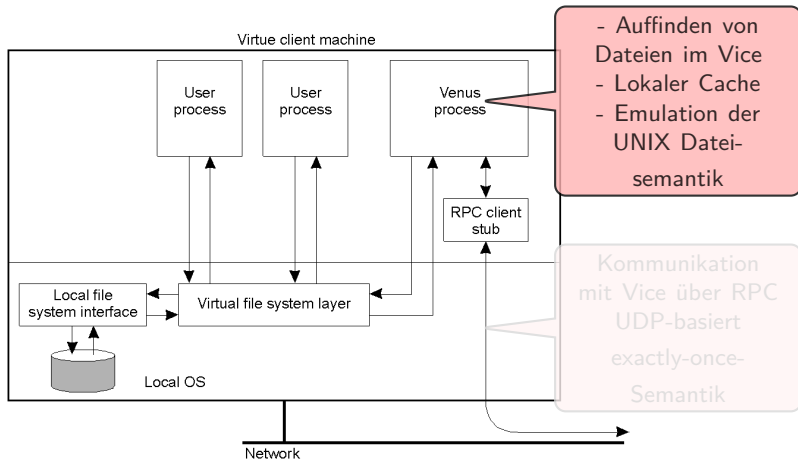 Virtue client machine
User
process
User
process
Venus
process
RPC client
stub
Local file
system interface
Virtual file system layer
Local OS
Network
- Auffinden von
Dateien im Vice
- Lokaler Cache
- Emulation der
UNIX Datei-
semantik
Kommunikation
mit Vice über RPC
UDP-basiert
exactly-once-
Semantik